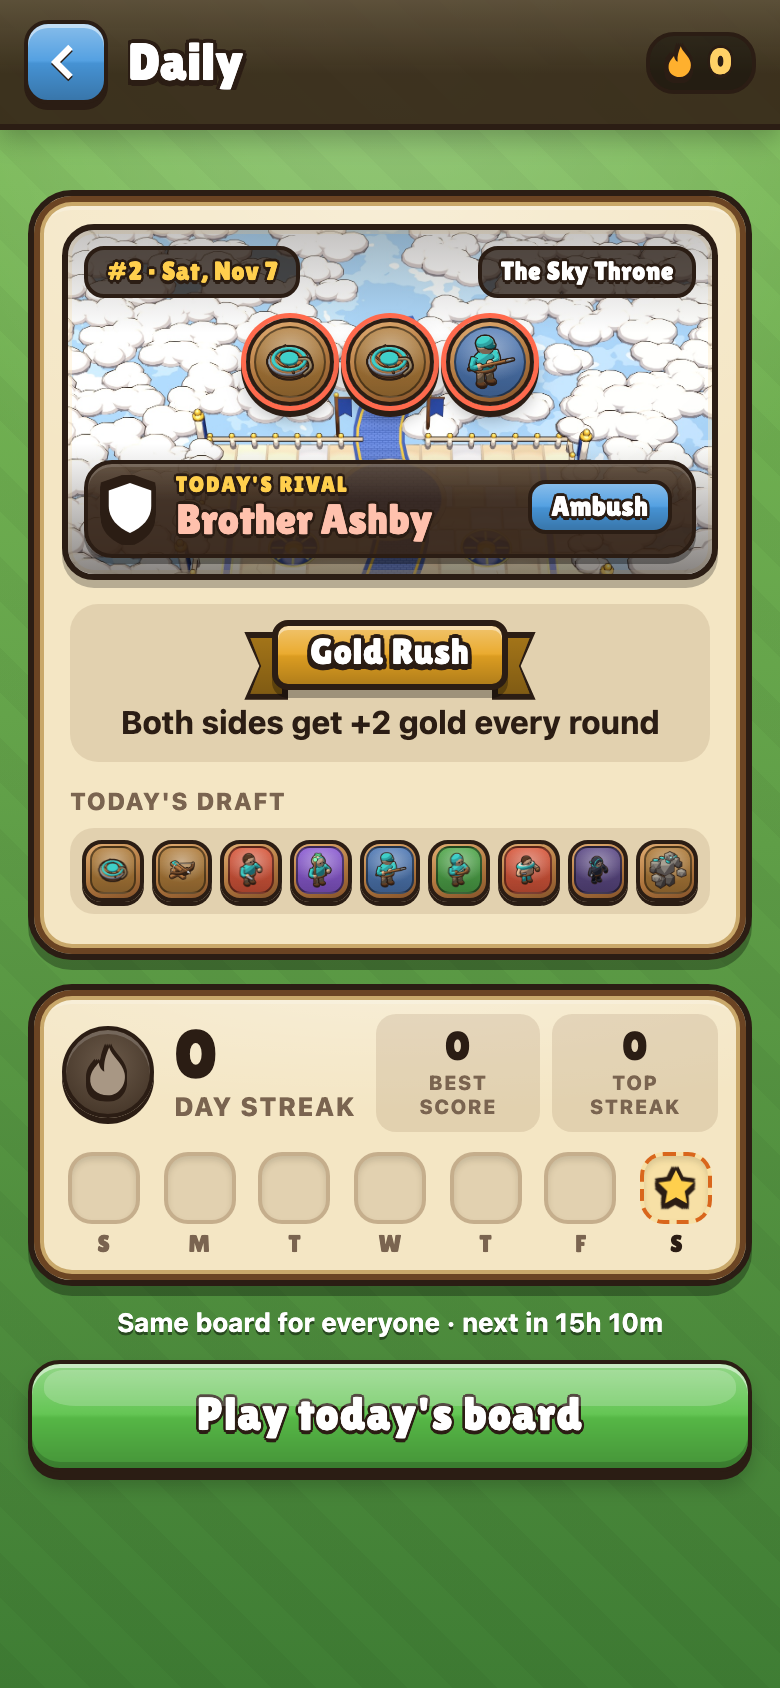 Daily
0
#2 · Sat, Nov 7
The Sky Throne
TODAY'S RIVAL
Brother Ashby
Ambush
Gold Rush
Both sides get +2 gold every round
TODAY'S DRAFT
0
DAY STREAK
0
BEST
SCORE
0
TOP
STREAK
S M T W T F S
Same board for everyone · next in 15h 10m
Play today's board